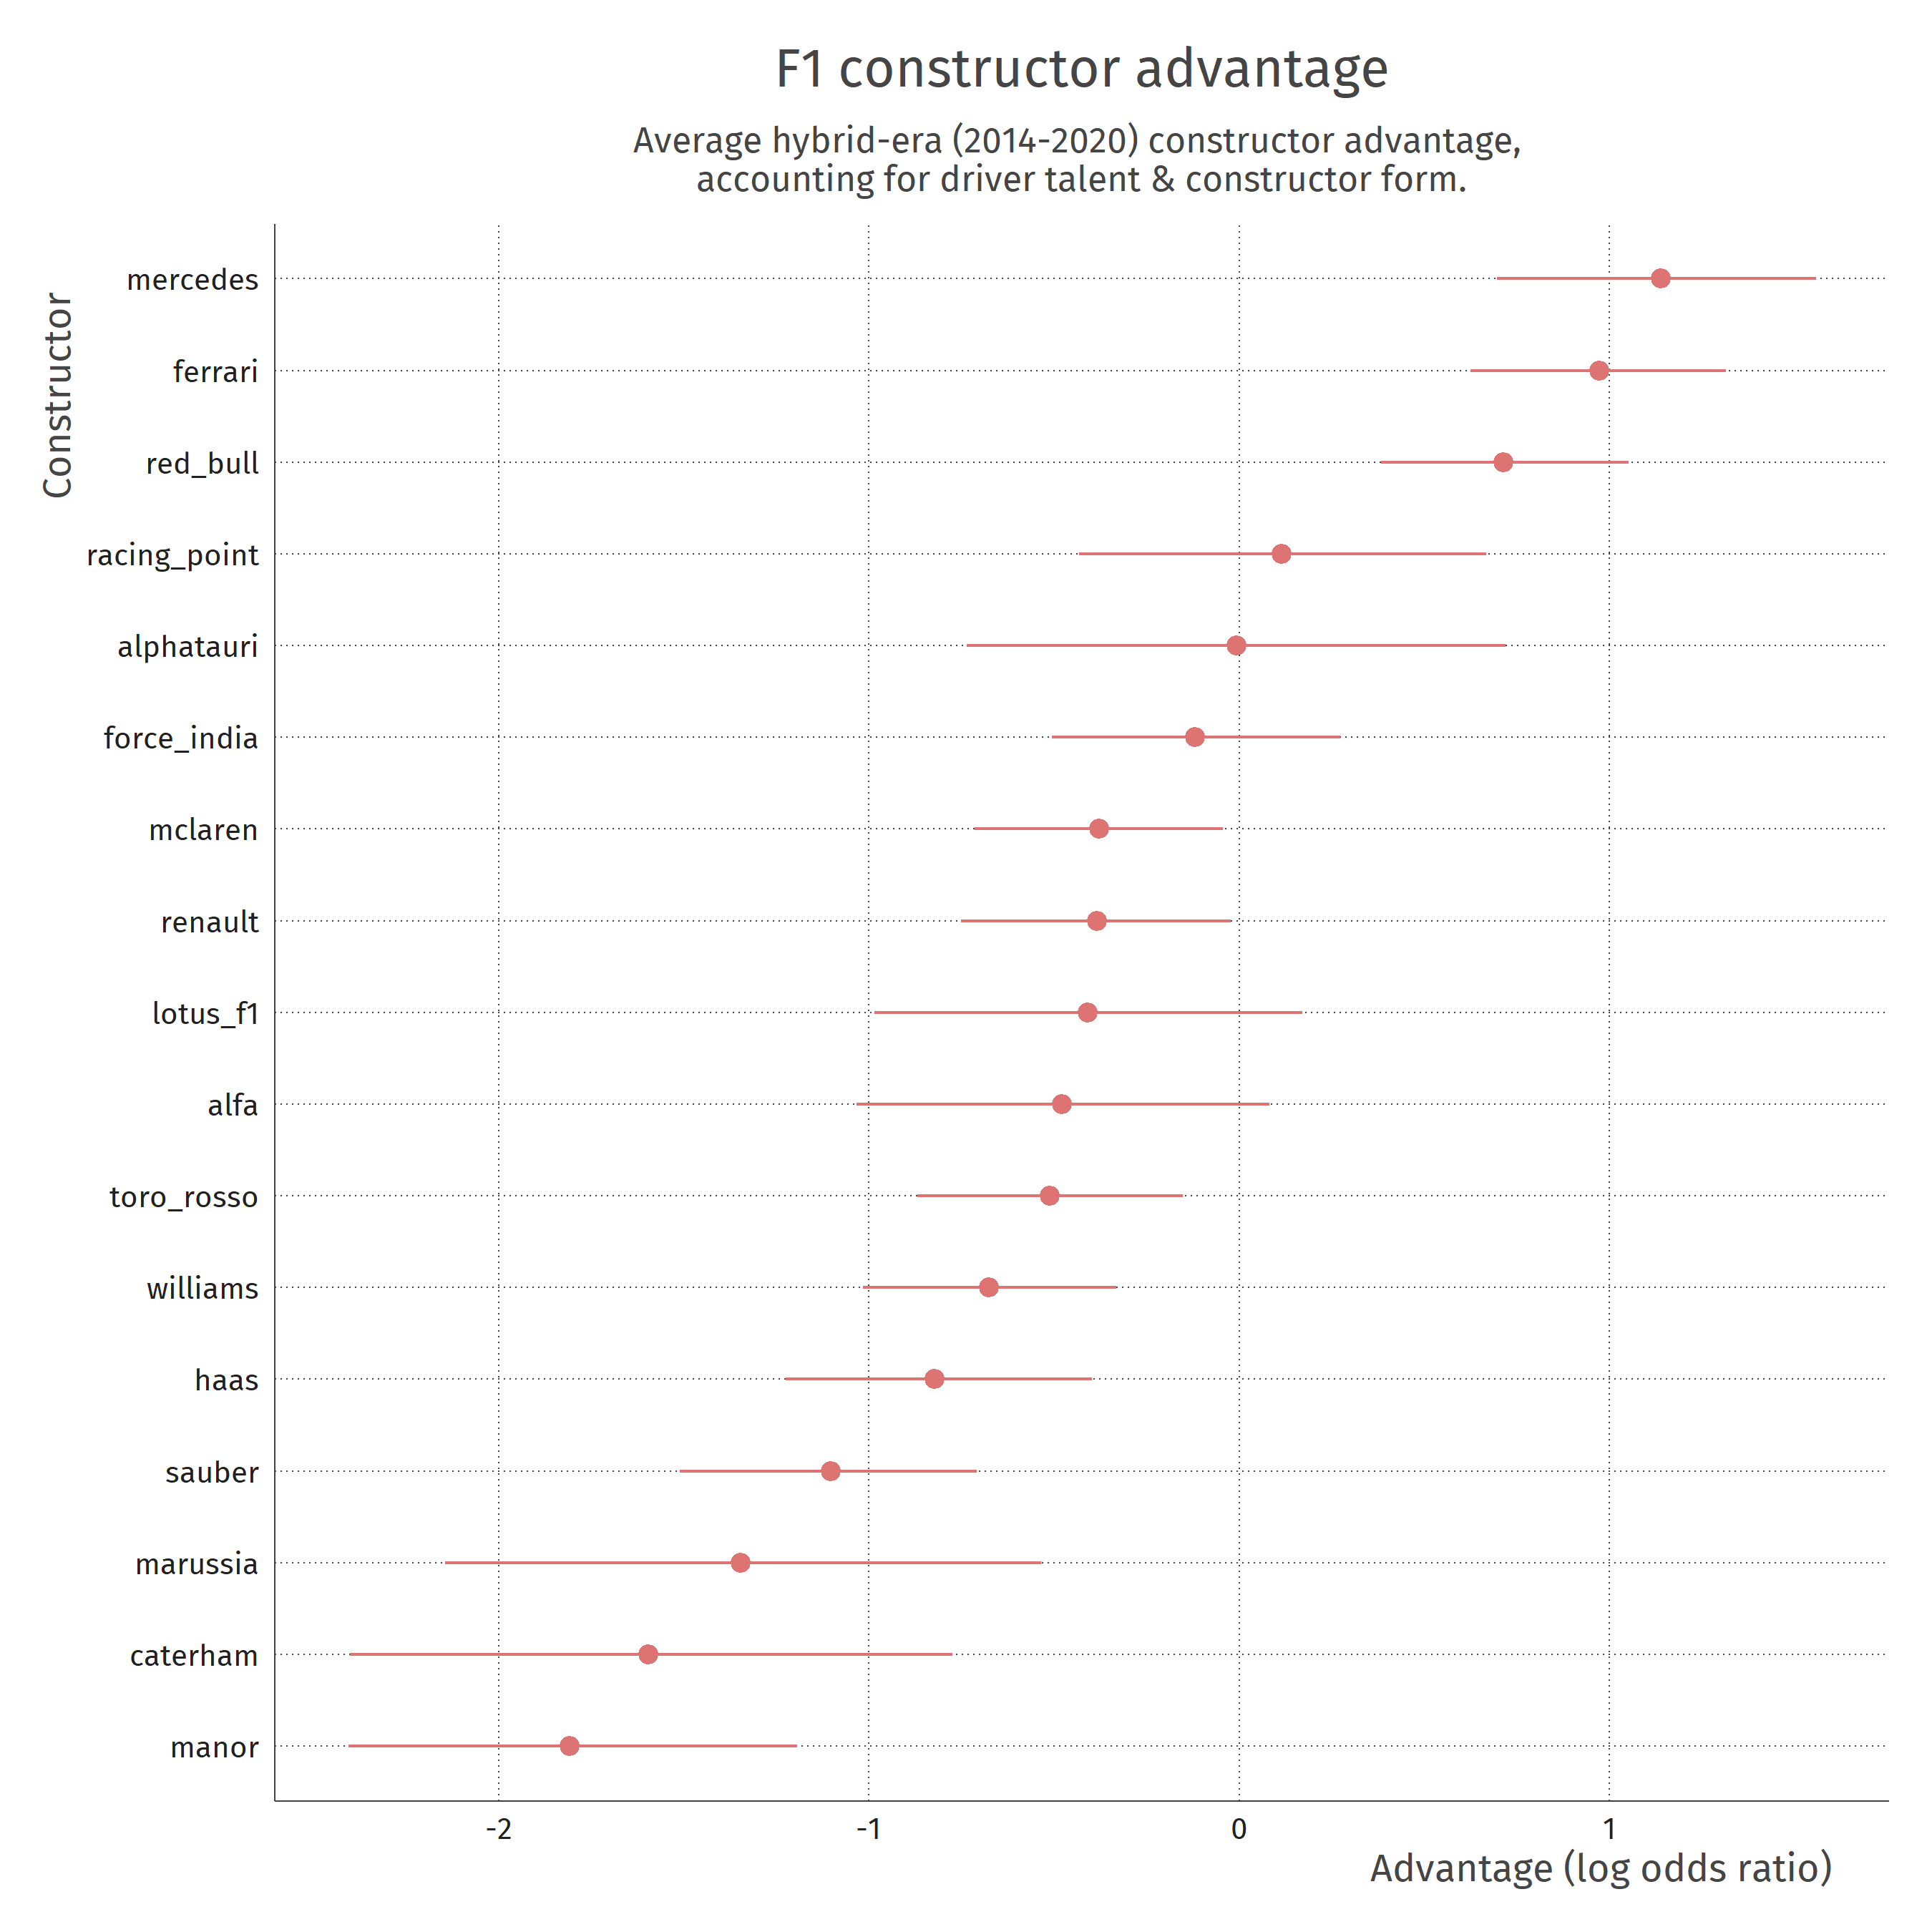 F1 constructor advantage
Average hybrid-era (2014-2020) constructor advantage,
accounting for driver talent & constructor form.
Constructor
mercedes
ferrari
red_bull
racing_point
alphatauri
force_india
mclaren
renault
lotus_f1
alfa
toro_rosso
williams
haas
sauber
marussia
caterham
manor
-2 -1 0 1
Advantage (log odds ratio)